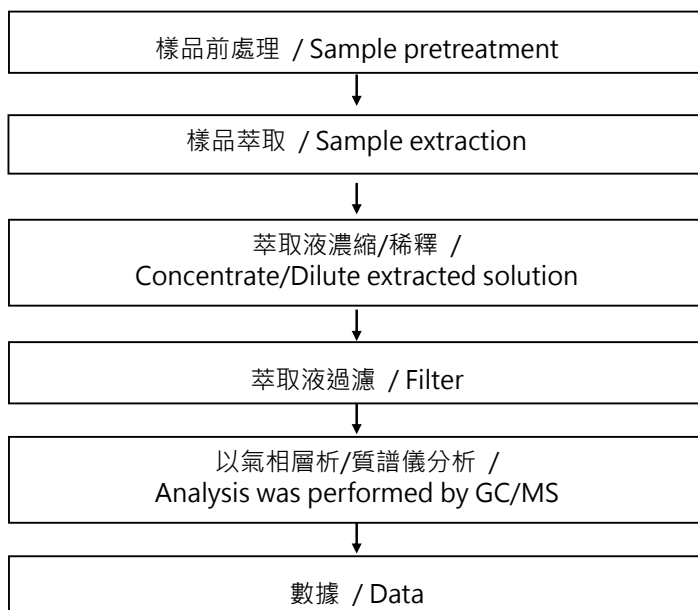 樣品前處理 / Sample pretreatment
樣品萃取 / Sample extraction
萃取液濃縮/稀釋 /
Concentrate/Dilute extracted solution
萃取液過濾 / Filter
以氣相層析/質譜儀分析 /
Analysis was performed by GC/MS
數據 / Data